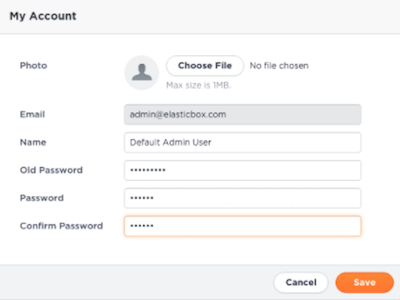 My Account
Photo
Choose File No file chosen
Max size is 1MB.
Email admin@elasticbox.com
Name Default Admin User
Old Password •••••••••
Password ••••••
Confirm Password ••••••
Cancel Save